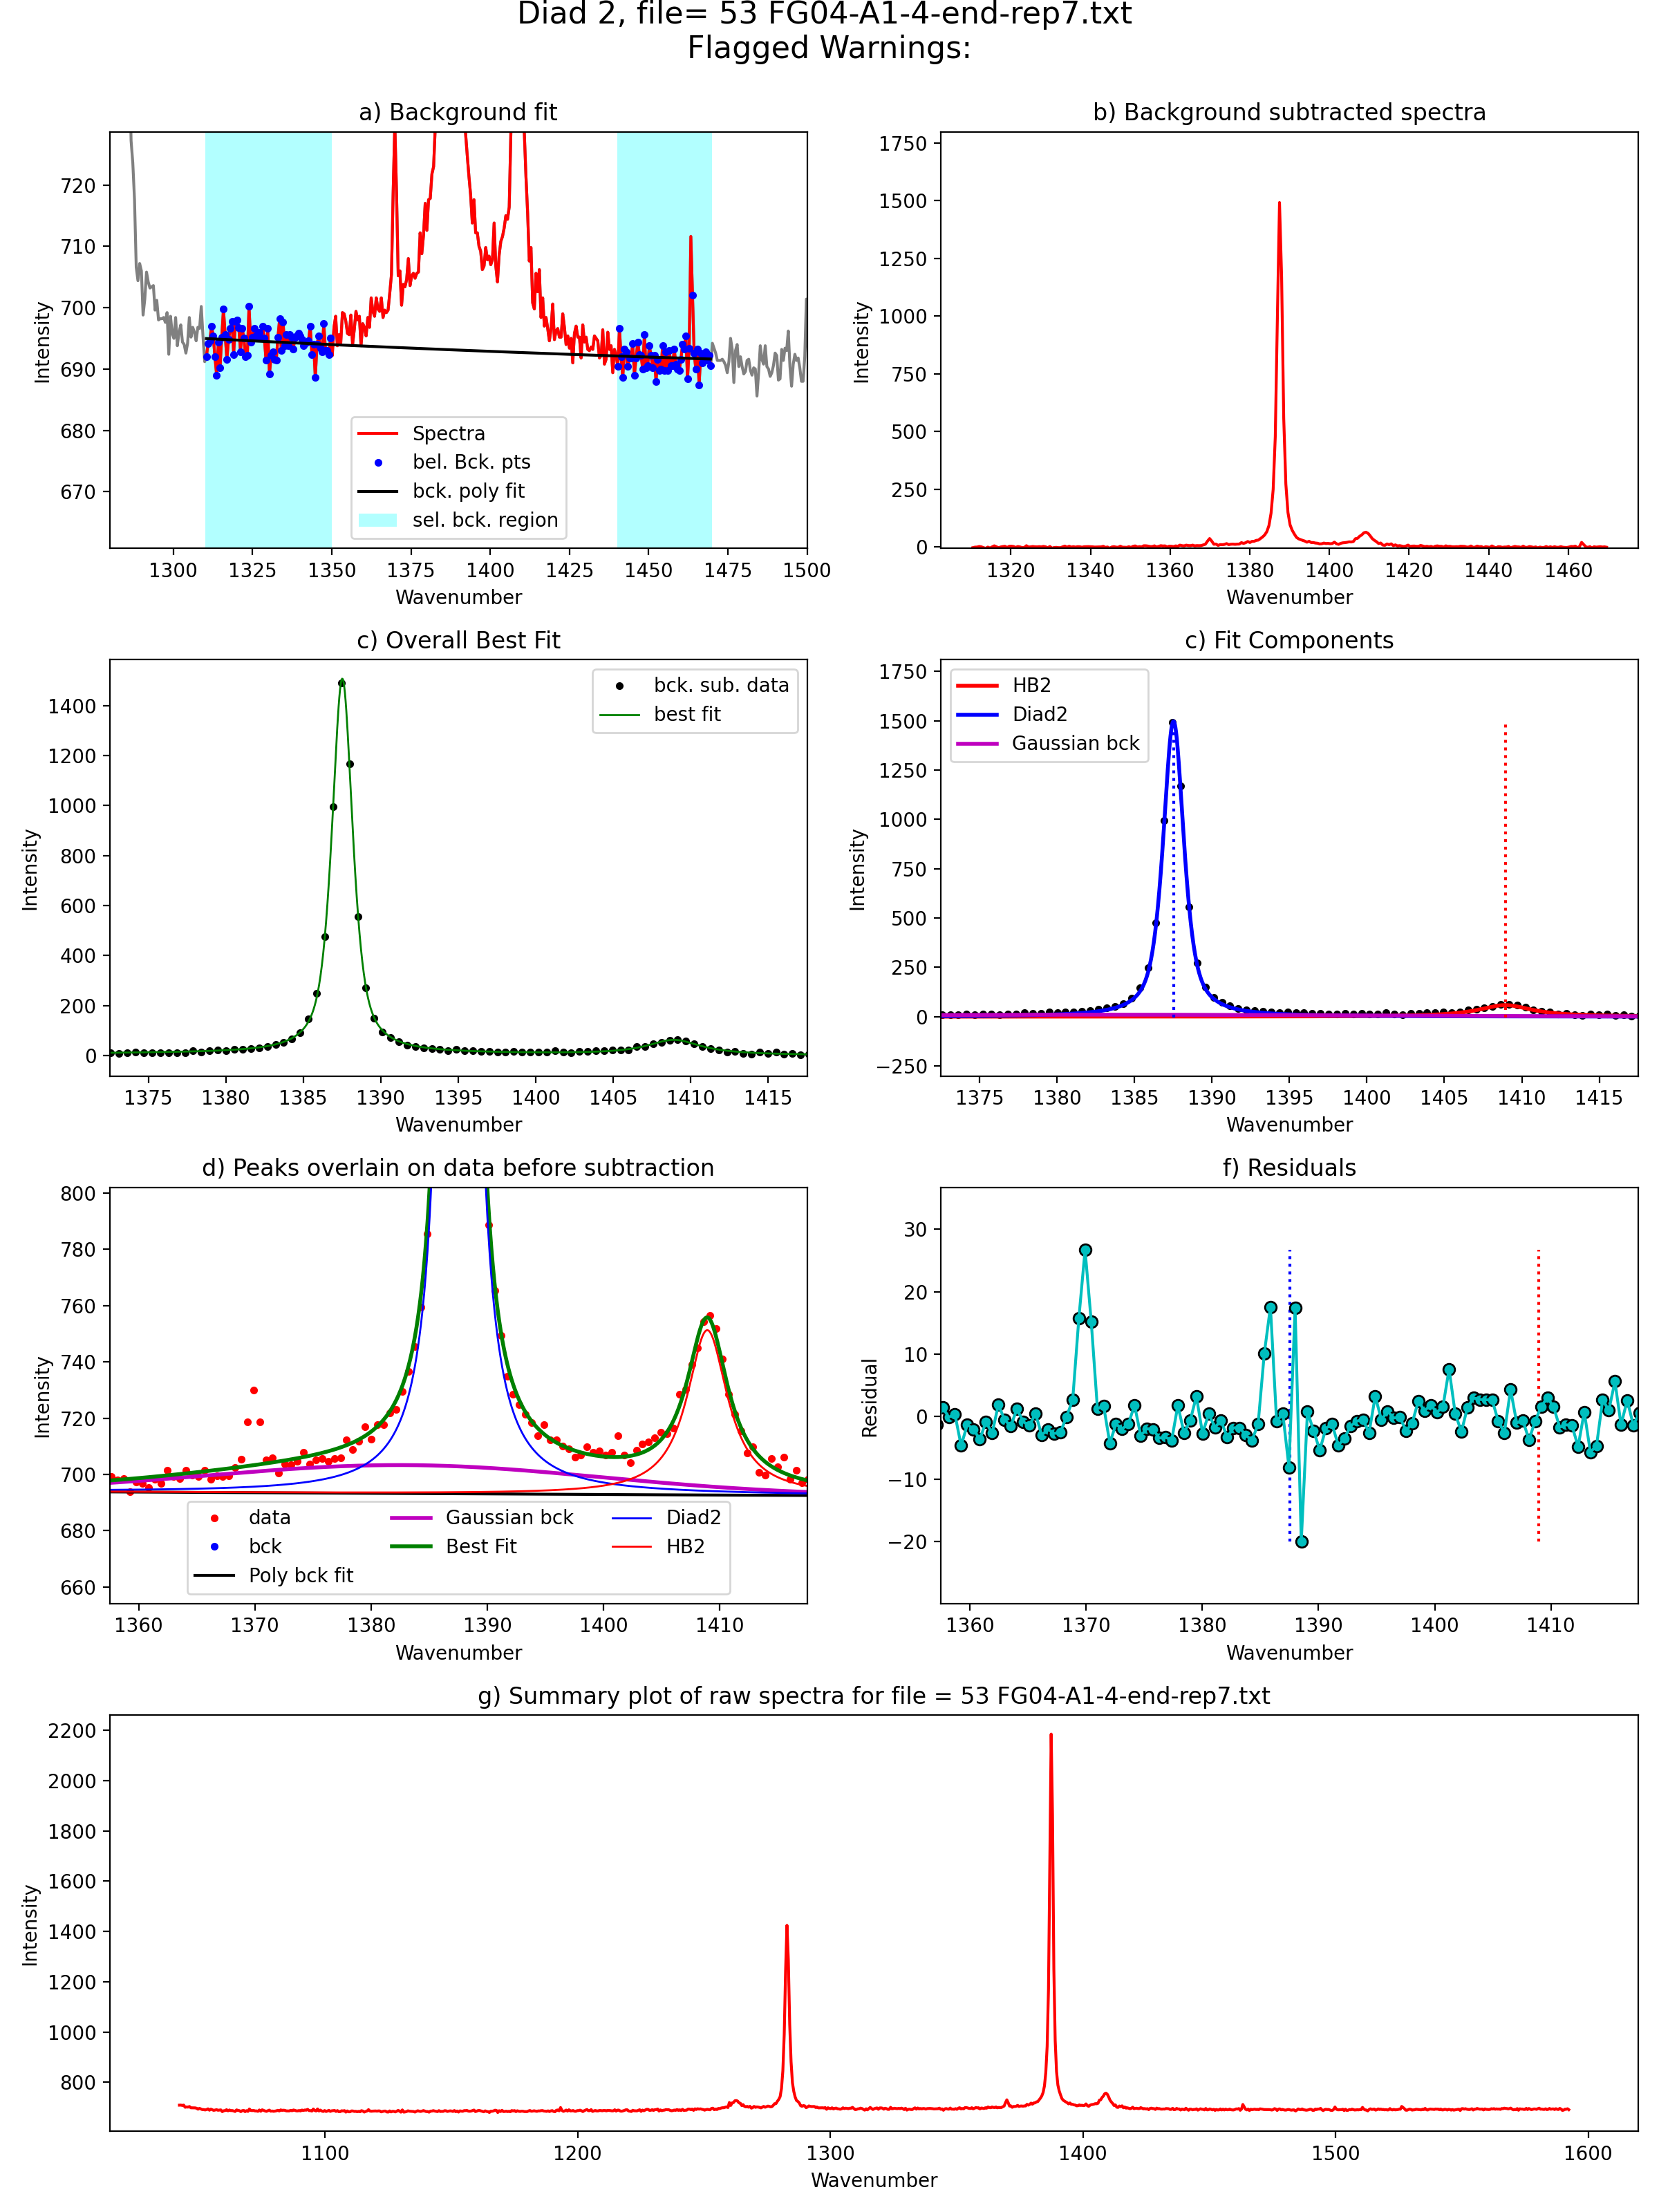 Diad 2, file= 53 FG04-A1-4-end-rep7.txt
Flagged Warnings:
a) Background fit
720
710
700
690
680
670
Intensity
Spectra
bel. Bck. pts
bck. poly fit
sel. bck. region
1300 1325 1350 1375 1400 1425 1450 1475 1500
Wavenumber
b) Background subtracted spectra
1750
1500
1250
1000
750
500
250
0
Intensity
1320 1340 1360 1380 1400 1420 1440 1460
Wavenumber
c) Overall Best Fit
1400
1200
1000
800
600
400
200
0
Intensity
bck. sub. data
best fit
1375 1380 1385 1390 1395 1400 1405 1410 1415
Wavenumber
c) Fit Components
1750
1500
1250
1000
750
500
250
0
−250
Intensity
HB2
Diad2
Gaussian bck
1375 1380 1385 1390 1395 1400 1405 1410 1415
Wavenumber
d) Peaks overlain on data before subtraction
800
780
760
740
720
700
680
660
Intensity
data Gaussian bck Diad2
bck Best Fit HB2
Poly bck fit
1360 1370 1380 1390 1400 1410
Wavenumber
f) Residuals
30
20
10
0
−10
−20
Residual
1360 1370 1380 1390 1400 1410
Wavenumber
g) Summary plot of raw spectra for file = 53 FG04-A1-4-end-rep7.txt
2200
2000
1800
1600
1400
1200
1000
800
Intensity
1100 1200 1300 1400 1500 1600
Wavenumber